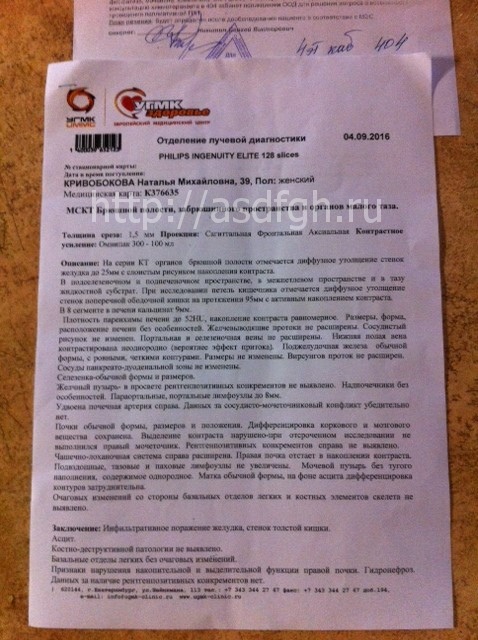 консультацию
проведения
404
УГМК
UMMC
УГМК
Здоровье
ЕВРОПЕЙСКИЙ МЕДИЦИНСКИЙ ЦЕНТР
Отделение лучевой диагностики 04.09.2016
PHILIPS INGENUITY ELITE 128 slices
№ стационарной карты:
Дата и время поступления:
КРИВОБОКОВА Наталья Михайловна, 39, Пол: женский
Медицинская карта: K376635
МСКТ Брюшной полости, забрюшинного пространства и органов малого таза.
http://asdfgh.ru
Толщина среза: 1,5 мм Проекция: Сагиттальная Фронтальная Аксиальная Контрастное
усиление: Омнипак 300 - 100 мл
Описание: На серии КТ органов брюшной полости отмечается диффузное утолщение стенок
желудка до 25мм с слоистым рисунком накопления контраста.
В поддиафрагмальном и подпеченочном пространстве, в межпетлевом пространстве и в тазу
жидкостной субстрат. При исследовании петель кишечника отмечается диффузное утолщение
стенок поперечной ободочной кишки на протяжении 95мм с активным накоплением контраста.
В 8 сегменте в печени кальцинат 9мм.
Плотность паренхимы печени до 52HU, накопление контраста равномерное. Размеры, форма,
расположение печени без особенностей. Желчевыводящие протоки не расширены. Сосудистый
рисунок не изменен. Портальная и селезеночная вены не расширены. Нижняя полая вена
контрастирована неоднородно (вероятнее эффект притока). Поджелудочная железа обычной
формы, с ровными, четкими контурами. Размеры не изменены. Вирсунгов проток не расширен.
Сосуды панкреато-дуоденальной зоны не изменены.
Селезенка-обычной формы и размеров.
Желчный пузырь- в просвете рентгенпозитивных конкрементов не выявлено. Надпочечники без
особенностей. Парааортальные, портальные лимфоузлы до 8мм.
Удвоена почечная артерия справа. Данных за сосудисто-мочеточниковый конфликт убедительно
нет.
Почки обычной формы, размеров и положения. Дифференцировка коркового и мозгового
вещества сохранена. Выделение контраста нарушено-при отсроченном исследовании не
выполнился правый мочеточник. Рентгенпозитивных конкрементов справа не выявлено.
Чашечно-лоханочная система справа расширена. Правая почка отстает в накоплении контраста.
Подвздошные, тазовые и паховые лимфоузлы не увеличены. Мочевой пузырь без тугого
наполнения, содержимое однородное. Матка обычной формы, на фоне асцита дифференциация
контуров затруднительна.
Очаговых изменений со стороны базальных отделов легких и костных элементов скелета не
выявлено.
Заключение: Инфильтративное поражение желудка, стенок толстой кишки.
Асцит.
Костно-деструктивной патологии не выявлено.
Базальные отделы легких без очаговых изменений.
Признаки нарушения накопительной и выделительной функции правой почки. Гидронефроз.
Данных за наличие рентгенпозитивных конкрементов нет.
620144, г. Екатеринбург, ул. Шейнкмана, 113 тел.: +7 343 344 27 67 факс: +7 343 344 27 67 доб.194,
e-mail: info@ugmk-clinic.ru www.ugmk-clinic.ru